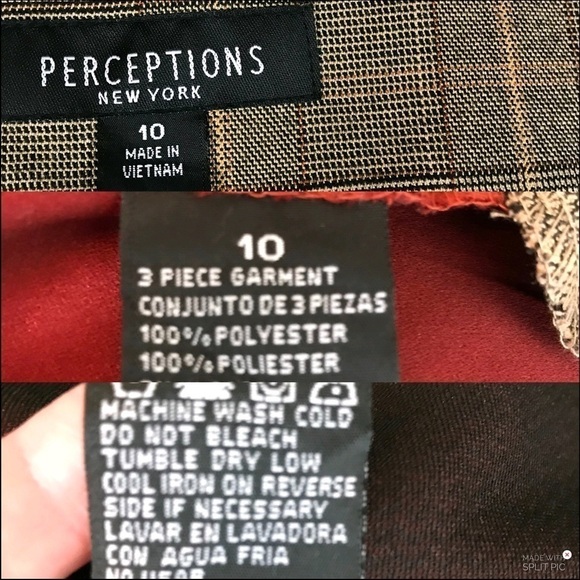 PERCEPTIONS
NEW YORK
10
MADE IN
VIETNAM
10
3 PIECE GARMENT
CONJUNTO DE 3 PIEZAS
100% POLYESTER
100% POLIESTER
MACHINE WASH COLD
DO NOT BLEACH
TUMBLE DRY LOW
COOL IRON ON REVERSE
SIDE IF NECESSARY
LAVAR EN LAVADORA
CON AGUA FRIA
NO USAR
MADE WITH
SPLIT PIC